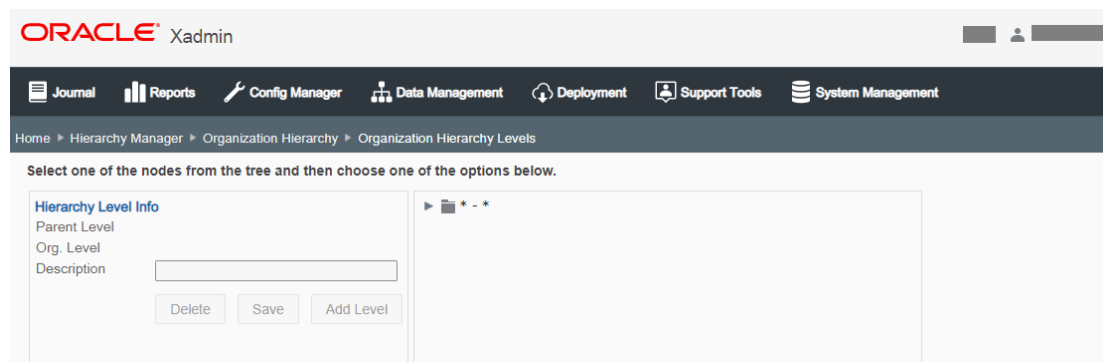 ORACLE® Xadmin
Journal Reports Config Manager Data Management Deployment Support Tools System Management
Home ▶ Hierarchy Manager ▶ Organization Hierarchy ▶ Organization Hierarchy Levels
Select one of the nodes from the tree and then choose one of the options below.
Hierarchy Level Info
Parent Level
Org. Level
Description
Delete Save Add Level
▶ * - *